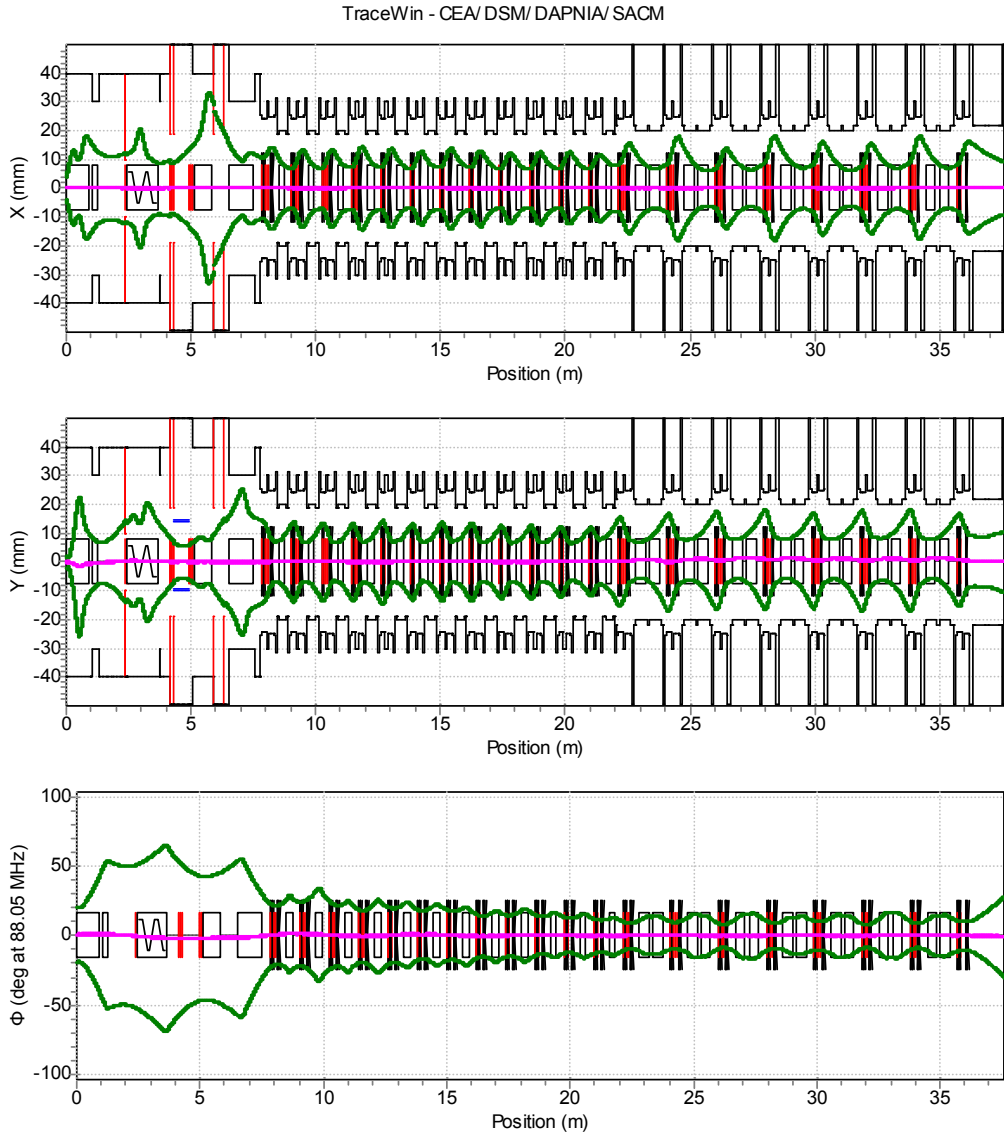 TraceWin - CEA/ DSM/ DAPNIA/ SACM
40
30
20
10
0
-10
-20
-30
-40
X (mm)
0 5 10 15 20 25 30 35
Position (m)
40
30
20
10
0
-10
-20
-30
-40
Y (mm)
0 5 10 15 20 25 30 35
Position (m)
100
50
0
-50
-100
Φ (deg at 88.05 MHz)
0 5 10 15 20 25 30 35
Position (m)